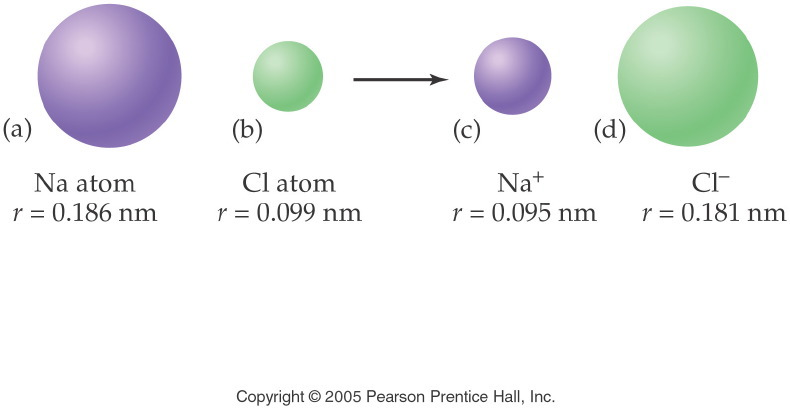 (a) (b) (c) (d)
Na atom Cl atom Na⁺ Cl⁻
r = 0.186 nm r = 0.099 nm r = 0.095 nm r = 0.181 nm
Copyright © 2005 Pearson Prentice Hall, Inc.